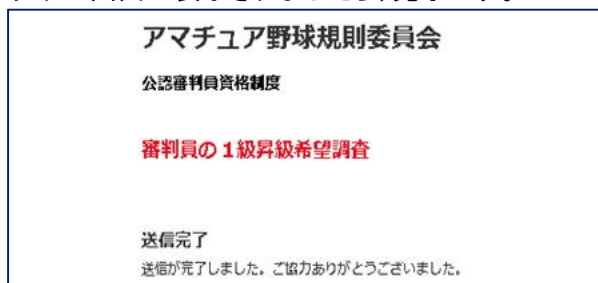 アマチュア野球規則委員会
公認審判員資格制度
審判員の１級昇級希望調査
送信完了
送信が完了しました。ご協力ありがとうございました。